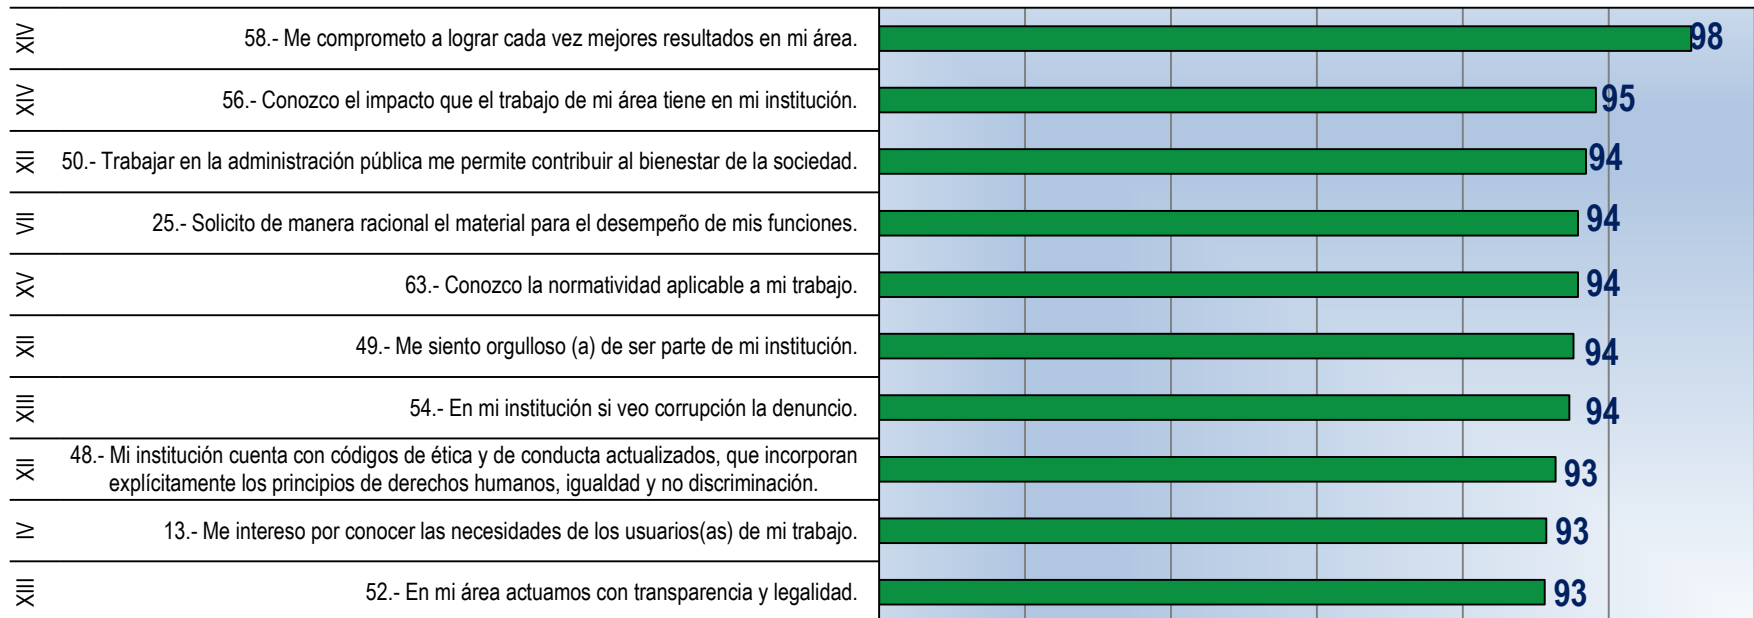 XIV 58.- Me comprometo a lograr cada vez mejores resultados en mi área. 98
XIV 56.- Conozco el impacto que el trabajo de mi área tiene en mi institución. 95
XII 50.- Trabajar en la administración pública me permite contribuir al bienestar de la sociedad. 94
VII 25.- Solicito de manera racional el material para el desempeño de mis funciones. 94
XV 63.- Conozco la normatividad aplicable a mi trabajo. 94
XII 49.- Me siento orgulloso (a) de ser parte de mi institución. 94
XIII 54.- En mi institución si veo corrupción la denuncio. 94
XII 48.- Mi institución cuenta con códigos de ética y de conducta actualizados, que incorporan
explícitamente los principios de derechos humanos, igualdad y no discriminación. 93
IV 13.- Me intereso por conocer las necesidades de los usuarios(as) de mi trabajo. 93
XIII 52.- En mi área actuamos con transparencia y legalidad. 93